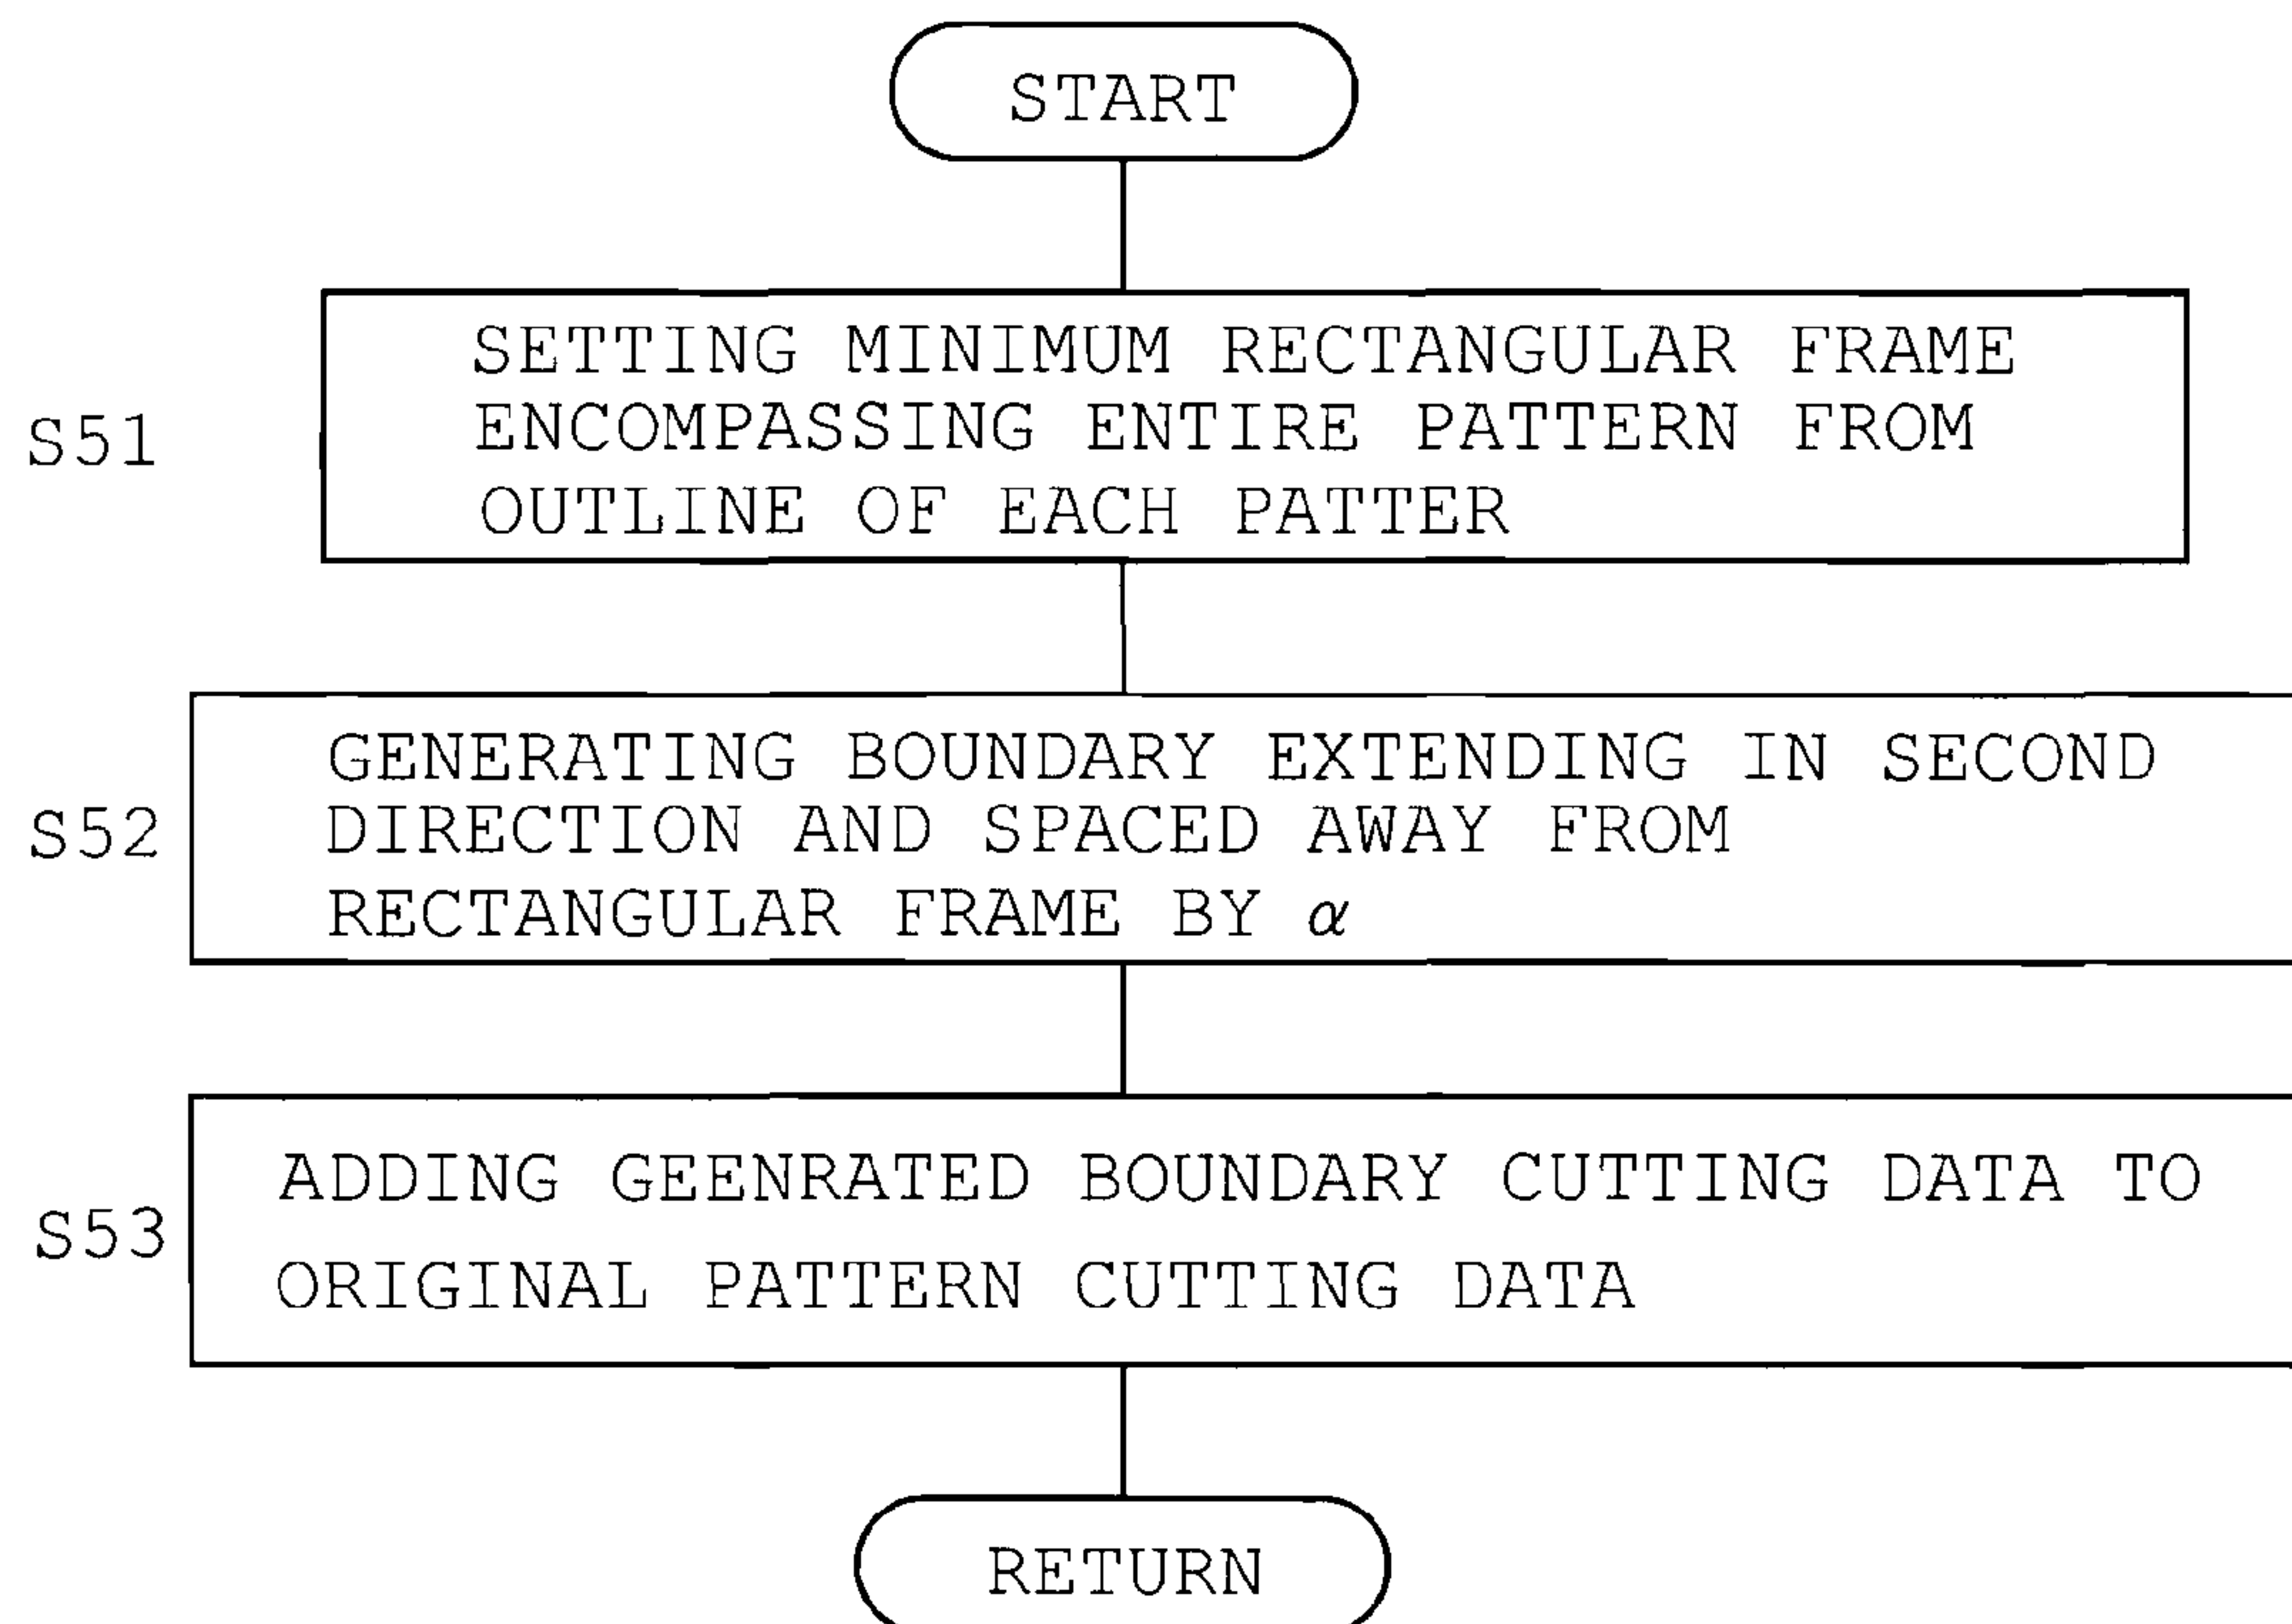 START
S51
SETTING MINIMUM RECTANGULAR FRAME
ENCOMPASSING ENTIRE PATTERN FROM
OUTLINE OF EACH PATTER
S52
GENERATING BOUNDARY EXTENDING IN SECOND
DIRECTION AND SPACED AWAY FROM
RECTANGULAR FRAME BY α
S53
ADDING GEENRATED BOUNDARY CUTTING DATA TO
ORIGINAL PATTERN CUTTING DATA
RETURN